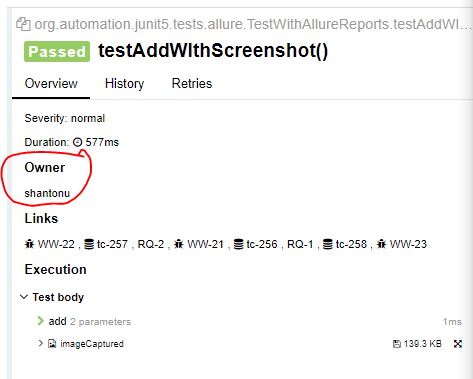 org.automation.junit5.tests.allure.TestWithAllureReports.testAddWI...
Passed testAddWIthScreenshot()
Overview History Retries
Severity: normal
Duration: 577ms
Owner
shantonu
Links
WW-22 , tc-257 , RQ-2 , WW-21 , tc-256 , RQ-1 , tc-258 , WW-23
Execution
Test body
add 2 parameters 1ms
imageCaptured 139.3 KB